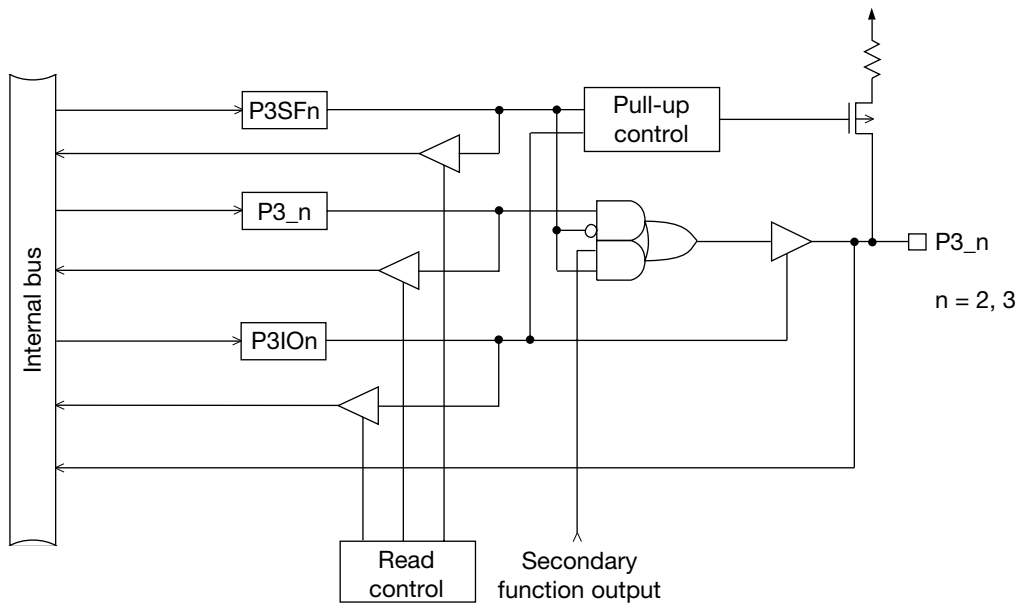 P3SFn
Pull-up
control
P3_n
P3_n
n = 2, 3
Internal bus
P3IOn
Read
control
Secondary
function output